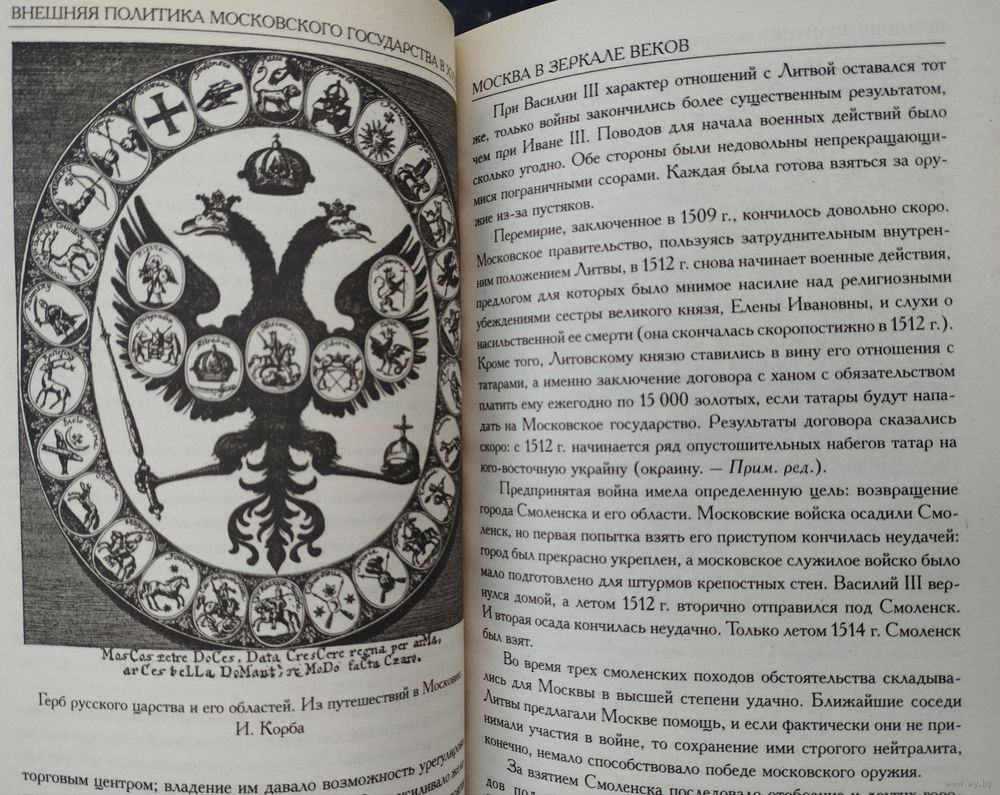 ВНЕШНЯЯ ПОЛИТИКА МОСКОВСКОГО ГОСУДАРСТВА В
Герб русского царства и его областей. Из путешествий в Московию
И. Корба
торговым центром; владение им давало возможность
МОСКВА В ЗЕРКАЛЕ ВЕКОВ
При Василии III характер отношений с Литвой оставался тот
же, только войны закончились более существенным результатом,
чем при Иване III. Поводов для начала военных действий было
сколько угодно. Обе стороны были недовольны непрекращающи-
мися пограничными ссорами. Каждая была готова взяться за ору-
жие из-за пустяков.
Перемирие, заключенное в 1509 г., кончилось довольно скоро.
Московское правительство, пользуясь затруднительным внутрен-
ним положением Литвы, в 1512 г. снова начинает военные действия,
предлогом для которых было мнимое насилие над религиозными
убеждениями сестры великого князя, Елены Ивановны, и слухи о
насильственной ее смерти (она скончалась скоропостижно в 1512 г.).
Кроме того, Литовскому князю ставились в вину его отношения с
татарами, а именно заключение договора с ханом с обязательством
платить ему ежегодно по 15 000 золотых, если татары будут напа-
дать на Московское государство. Результаты договора сказались
скоро: с 1512 г. начинается ряд опустошительных набегов татар на
юго-восточную украйну (окраину. — Прим. ред.).
Предпринятая война имела определенную цель: возвращение
города Смоленска и его области. Московские войска осадили Смо-
ленск, но первая попытка взять его приступом кончилась неудачей:
город был прекрасно укреплен, а московское служилое войско было
мало подготовлено для штурмов крепостных стен. Василий III вер-
нулся домой, а летом 1512 г. вторично отправился под Смоленск.
И вторая осада кончилась неудачно. Только летом 1514 г. Смоленск
был взят.
Во время трех смоленских походов обстоятельства складыва-
лись для Москвы в высшей степени удачно. Ближайшие соседи
Литвы предлагали Москве помощь, и если фактически они не при-
нимали участия в войне, то сохранение ими строгого нейтралитета,
конечно, немало способствовало победе московского оружия.
За взятием Смоленска последовало
www.ay.by